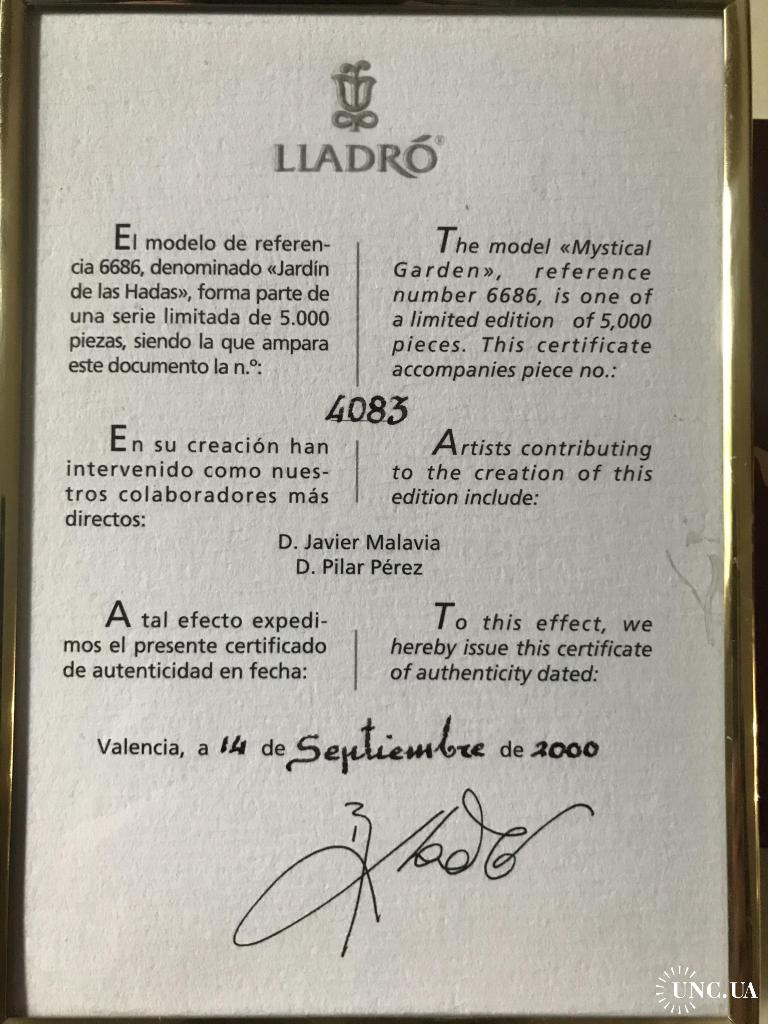 LLADRÓ®
El modelo de referen-
cia 6686, denominado «Jardín
de las Hadas», forma parte de
una serie limitada de 5.000
piezas, siendo la que ampara
este documento la n.º:
The model «Mystical
Garden», reference
number 6686, is one of
a limited edition of 5,000
pieces. This certificate
accompanies piece no.:
4083
En su creación han
intervenido como nues-
tros colaboradores más
directos:
Artists contributing
to the creation of this
edition include:
D. Javier Malavia
D. Pilar Pérez
A tal efecto expedi-
mos el presente certificado
de autenticidad en fecha:
To this effect, we
hereby issue this certificate
of authenticity dated:
Valencia, a 14 de Septiembre de 2000
Lladró
UNC.UA